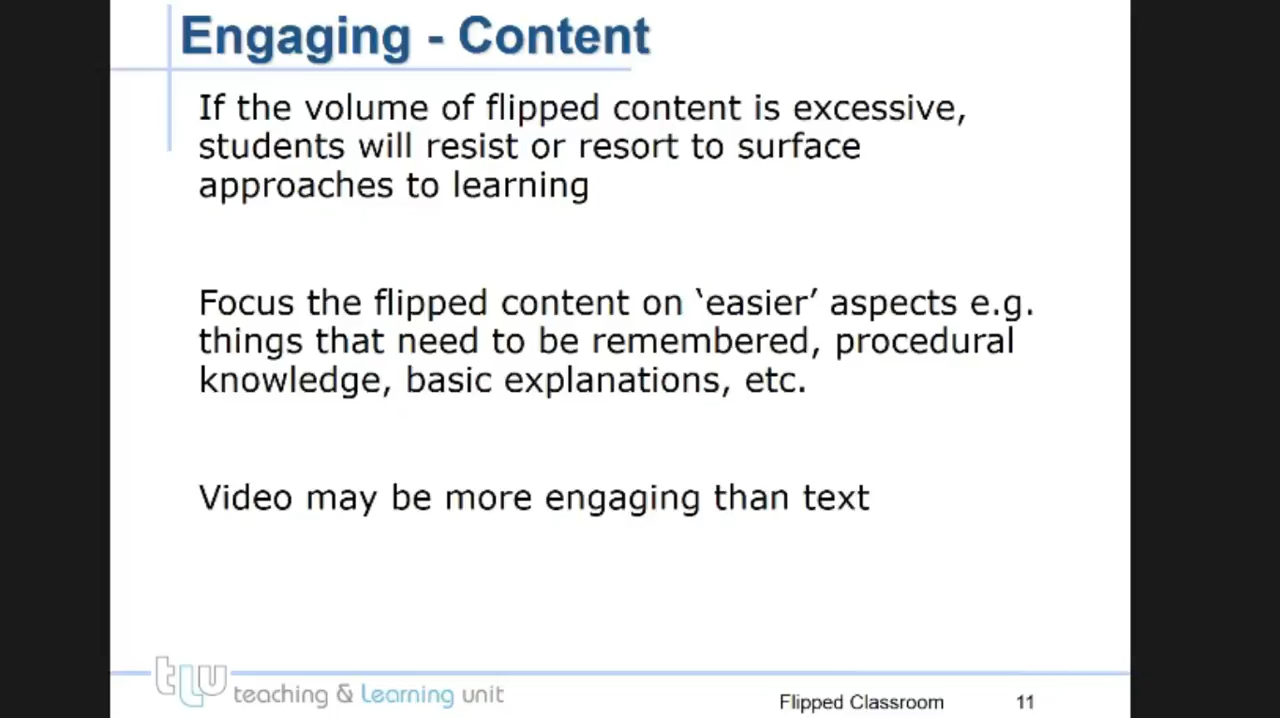 Engaging - Content
If the volume of flipped content is excessive,
students will resist or resort to surface
approaches to learning
Focus the flipped content on ‘easier’ aspects e.g.
things that need to be remembered, procedural
knowledge, basic explanations, etc.
Video may be more engaging than text
tLU teaching & Learning unit
Flipped Classroom 11